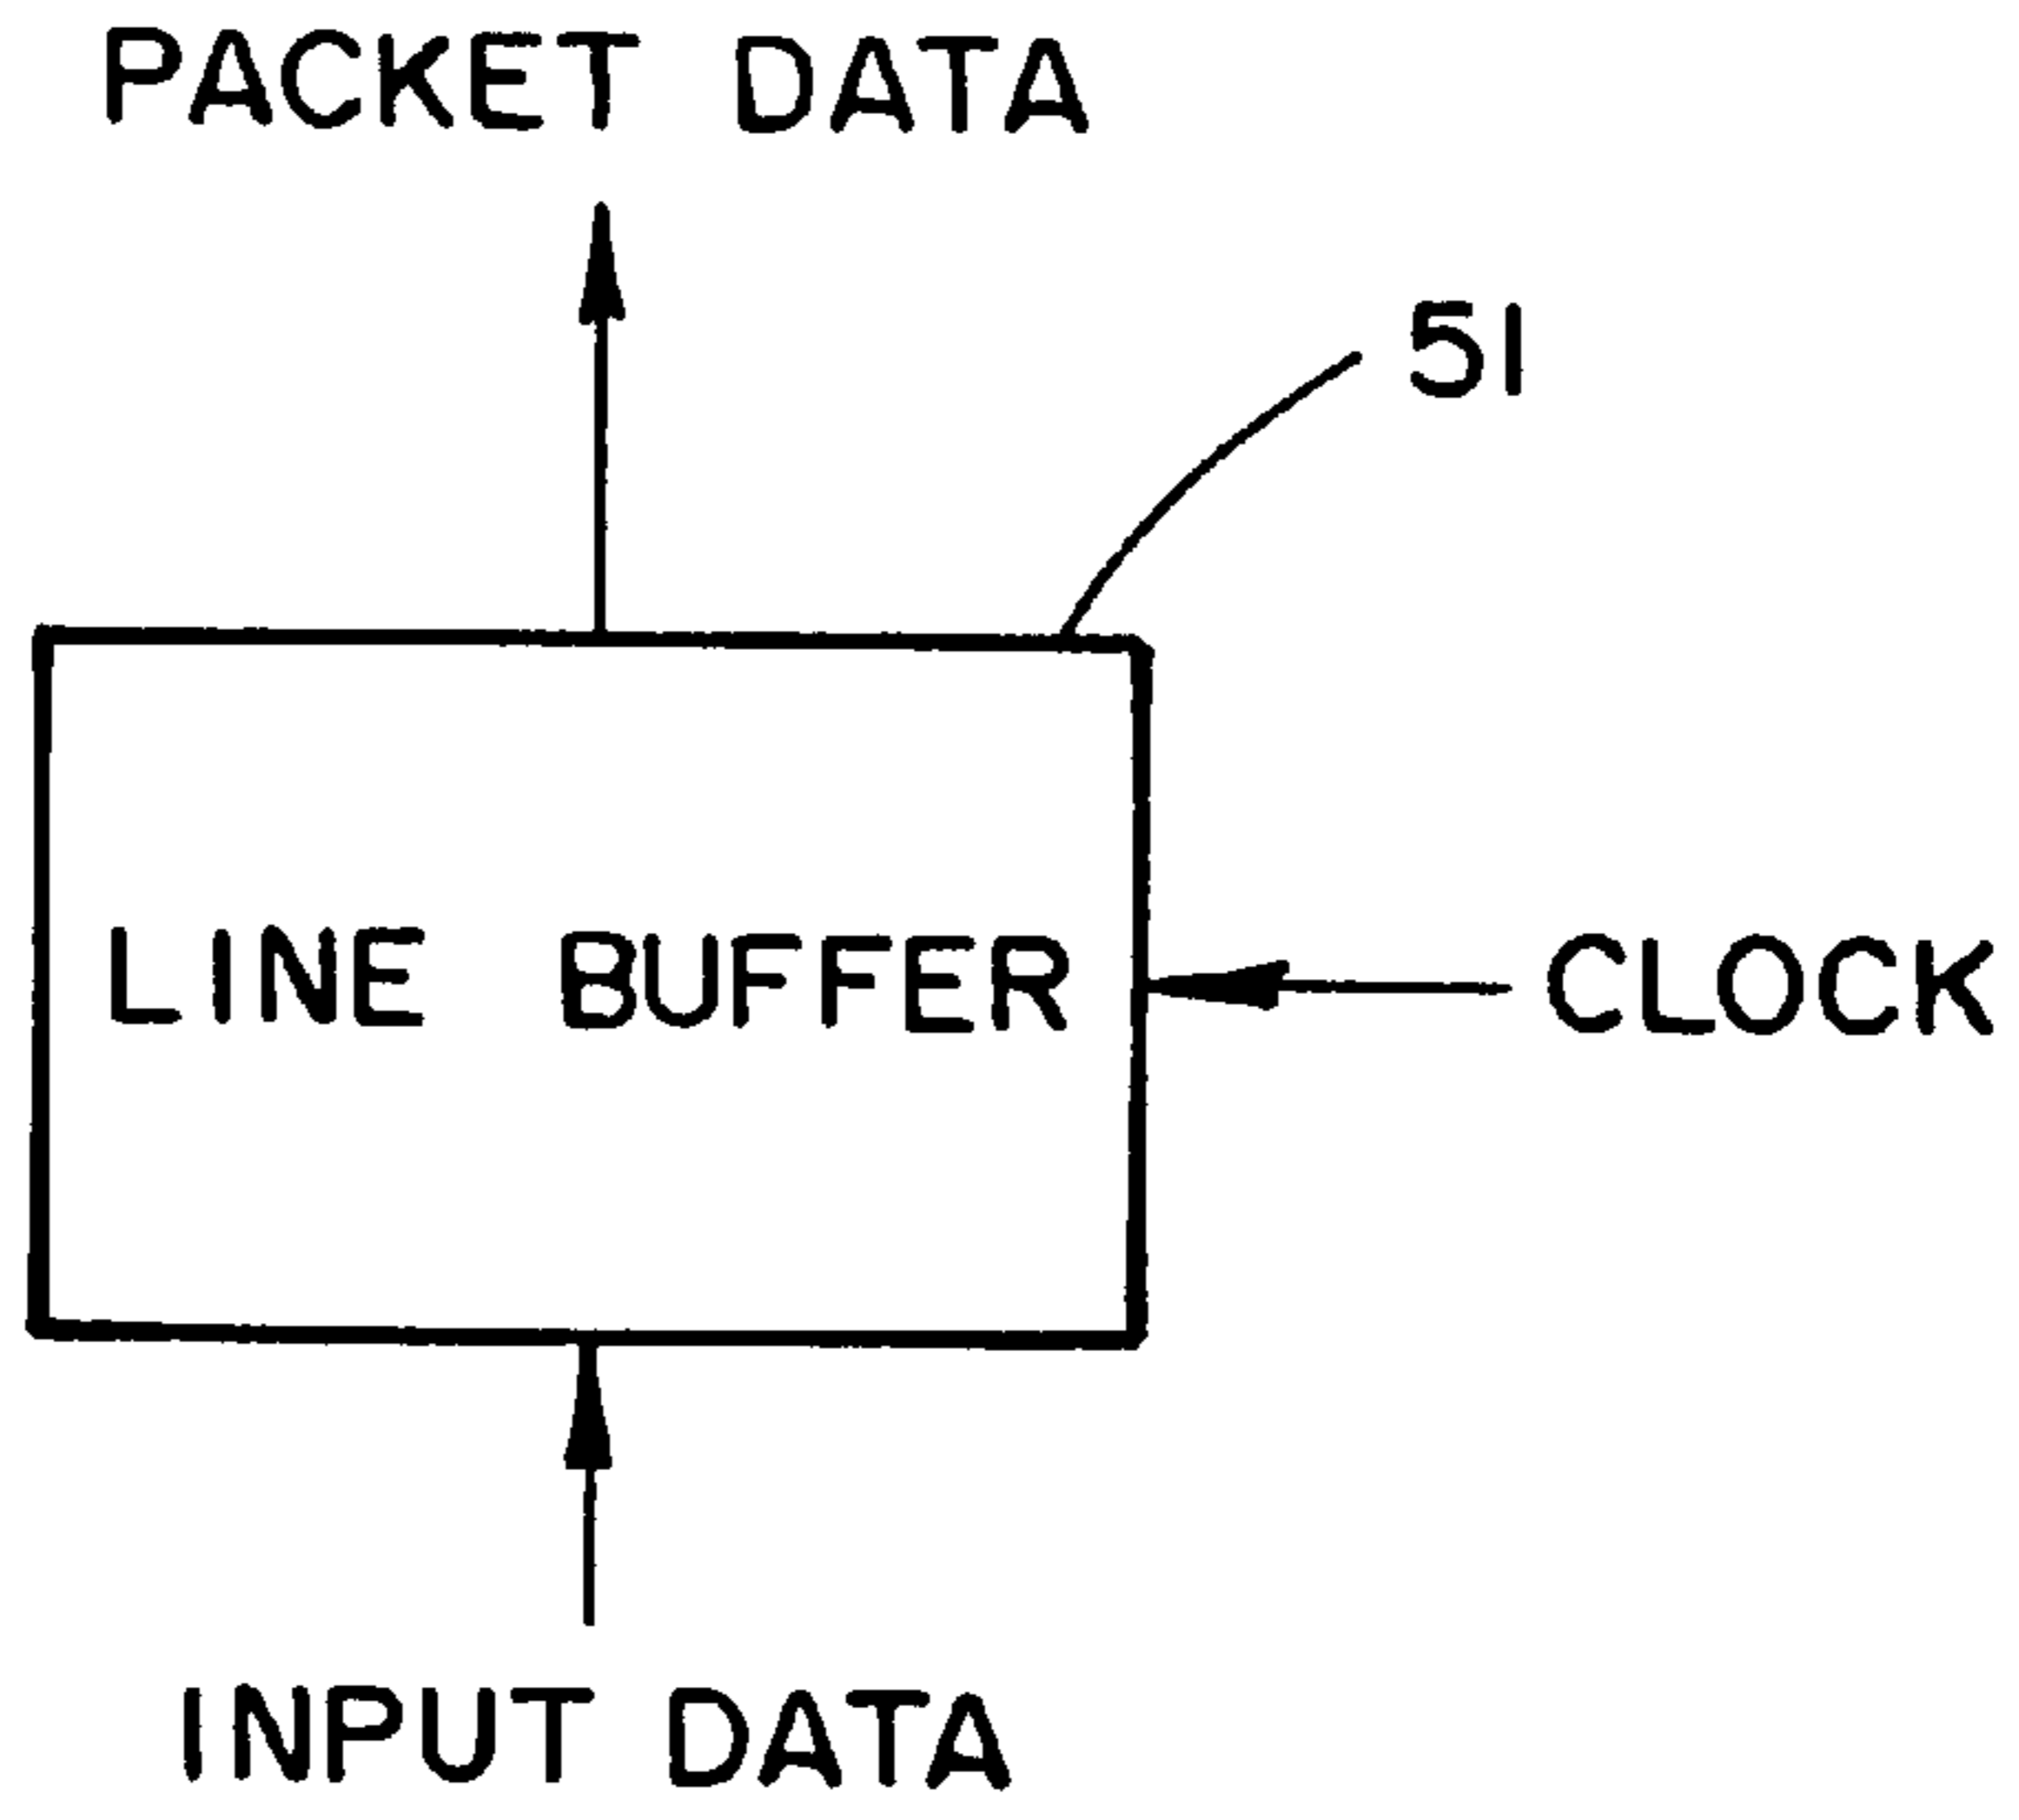 PACKET DATA
51
LINE BUFFER
CLOCK
INPUT DATA